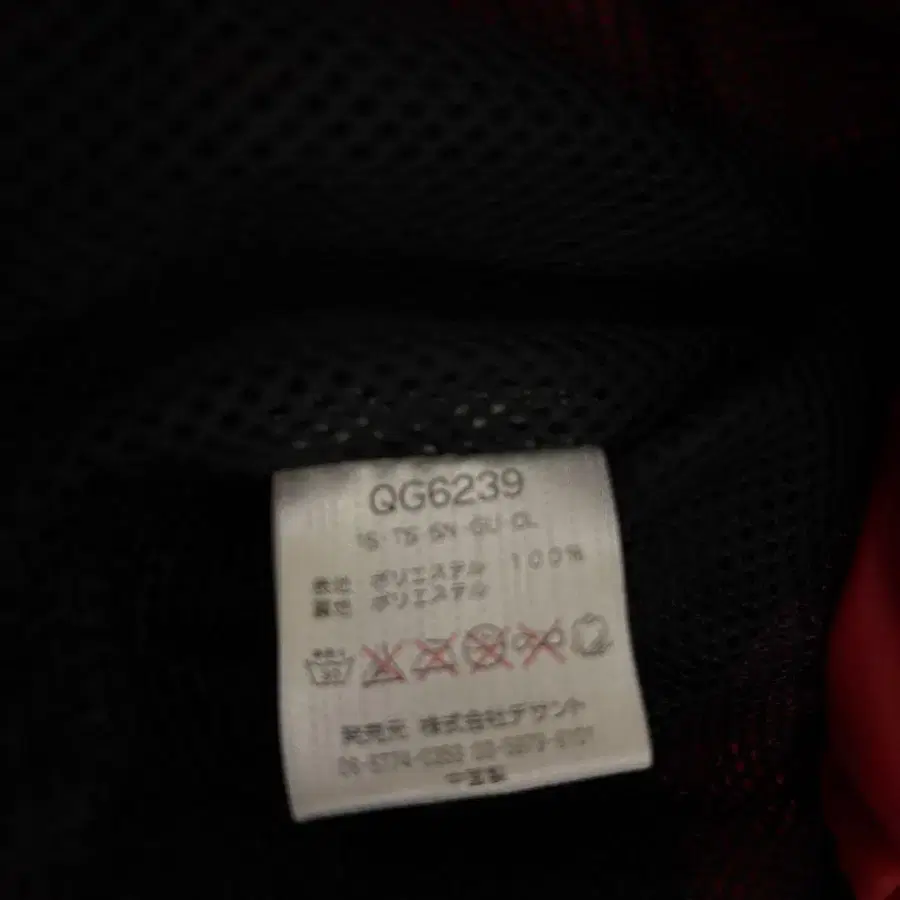 QG6239
表地 ポリエステル 100%
裏地 ポリエステル
30
発売元 株式会社デサント
中国製